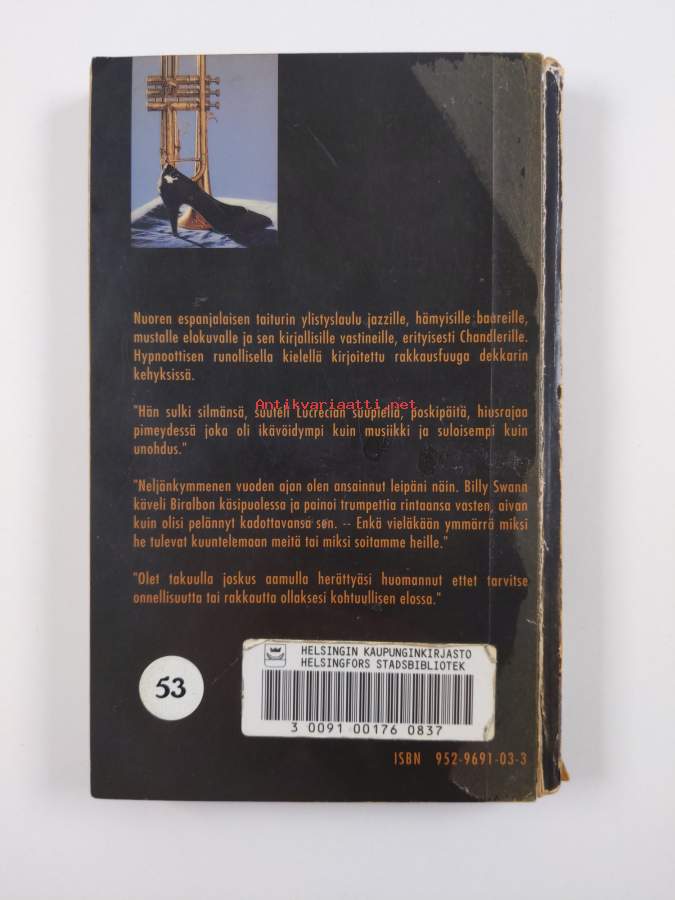 Nuoren espanjalaisen taiturin ylistyslaulu jazzille, hämyisille baareille,
mustalle elokuvalle ja sen kirjallisille vastineille, erityisesti Chandlerille.
Hypnoottisen runollisella kielellä kirjoitettu rakkausfuuga dekkarin
kehyksissä.
Antikvariaatti.net
"Hän sulki silmänsä, suuteli Lucrecian suupieliä, poskipäitä, hiusrajaa
pimeydessä joka oli ikävöidympi kuin musiikki ja suloisempi kuin
unohdus."
"Neljänkymmenen vuoden ajan olen ansainnut leipäni näin. Billy Swann
käveli Biralbon käsipuolessa ja painoi trumpettia rintaansa vasten, aivan
kuin olisi pelännyt kadottavansa sen. -- Enkä vieläkään ymmärrä miksi
he tulevat kuuntelemaan meitä tai miksi soitamme heille."
"Olet takuulla joskus aamulla herättyäsi huomannut ettet tarvitse
onnellisuutta tai rakkautta ollaksesi kohtuullisen elossa."
HELSINGIN KAUPUNGINKIRJASTO
HELSINGFORS STADSBIBLIOTEK
53
3 0091 00176 0837
ISBN 952-9691-03-3